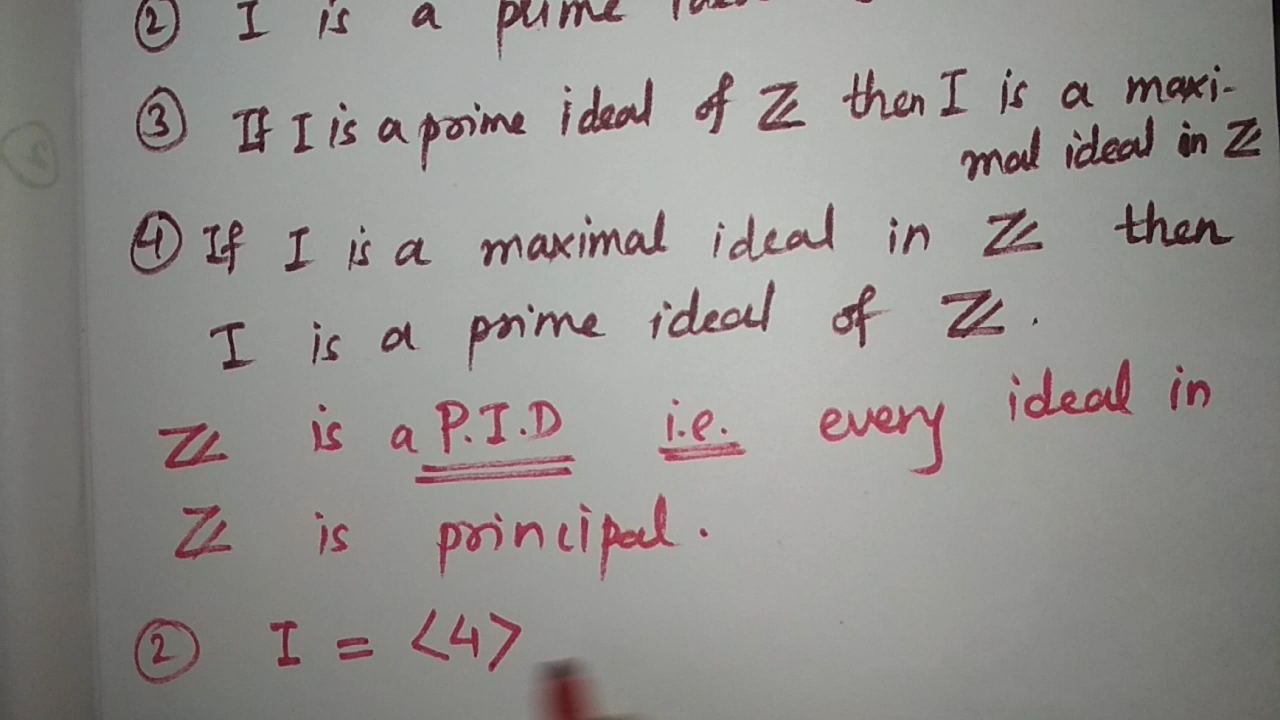 ② I is a prime
③ If I is a prime ideal of ℤ then I is a maxi-
mal ideal in ℤ
④ If I is a maximal ideal in ℤ then
I is a prime ideal of ℤ.
ℤ is a P.I.D i.e. every ideal in
ℤ is principal.
② I = <4>